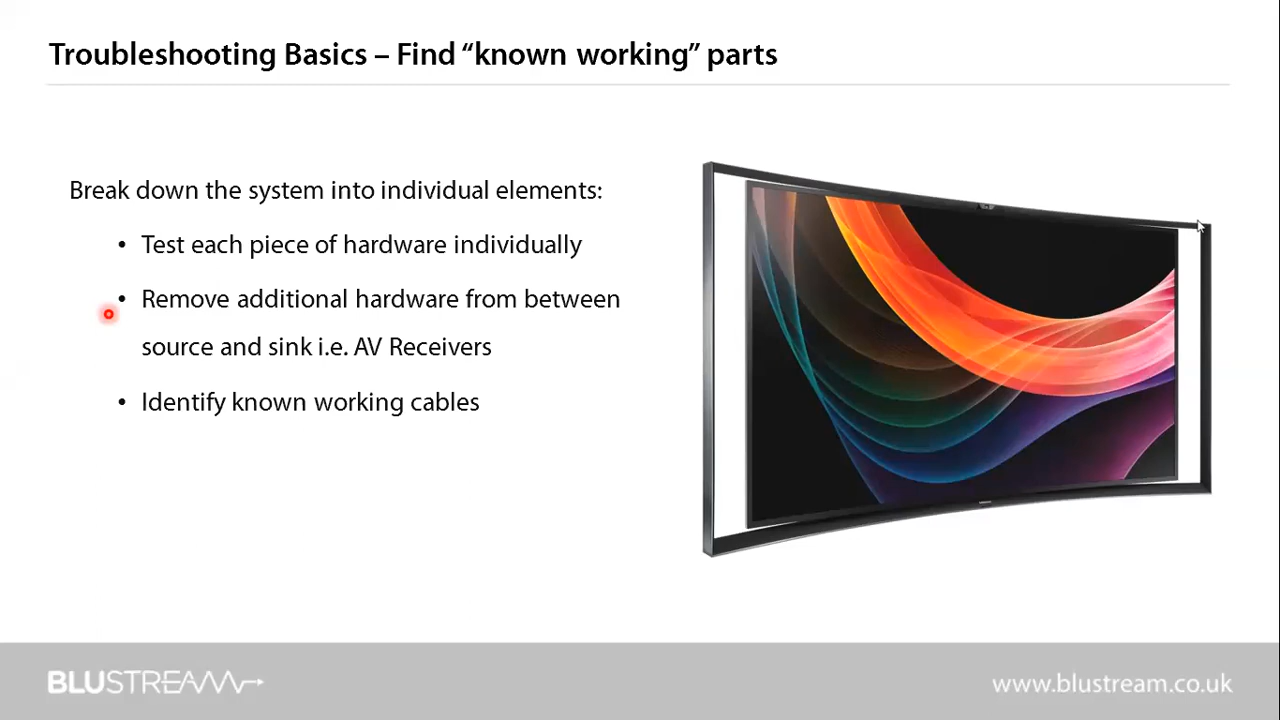 Troubleshooting Basics – Find “known working” parts
Break down the system into individual elements:
• Test each piece of hardware individually
• Remove additional hardware from between
source and sink i.e. AV Receivers
• Identify known working cables
BLUSTREAM
www.blustream.co.uk